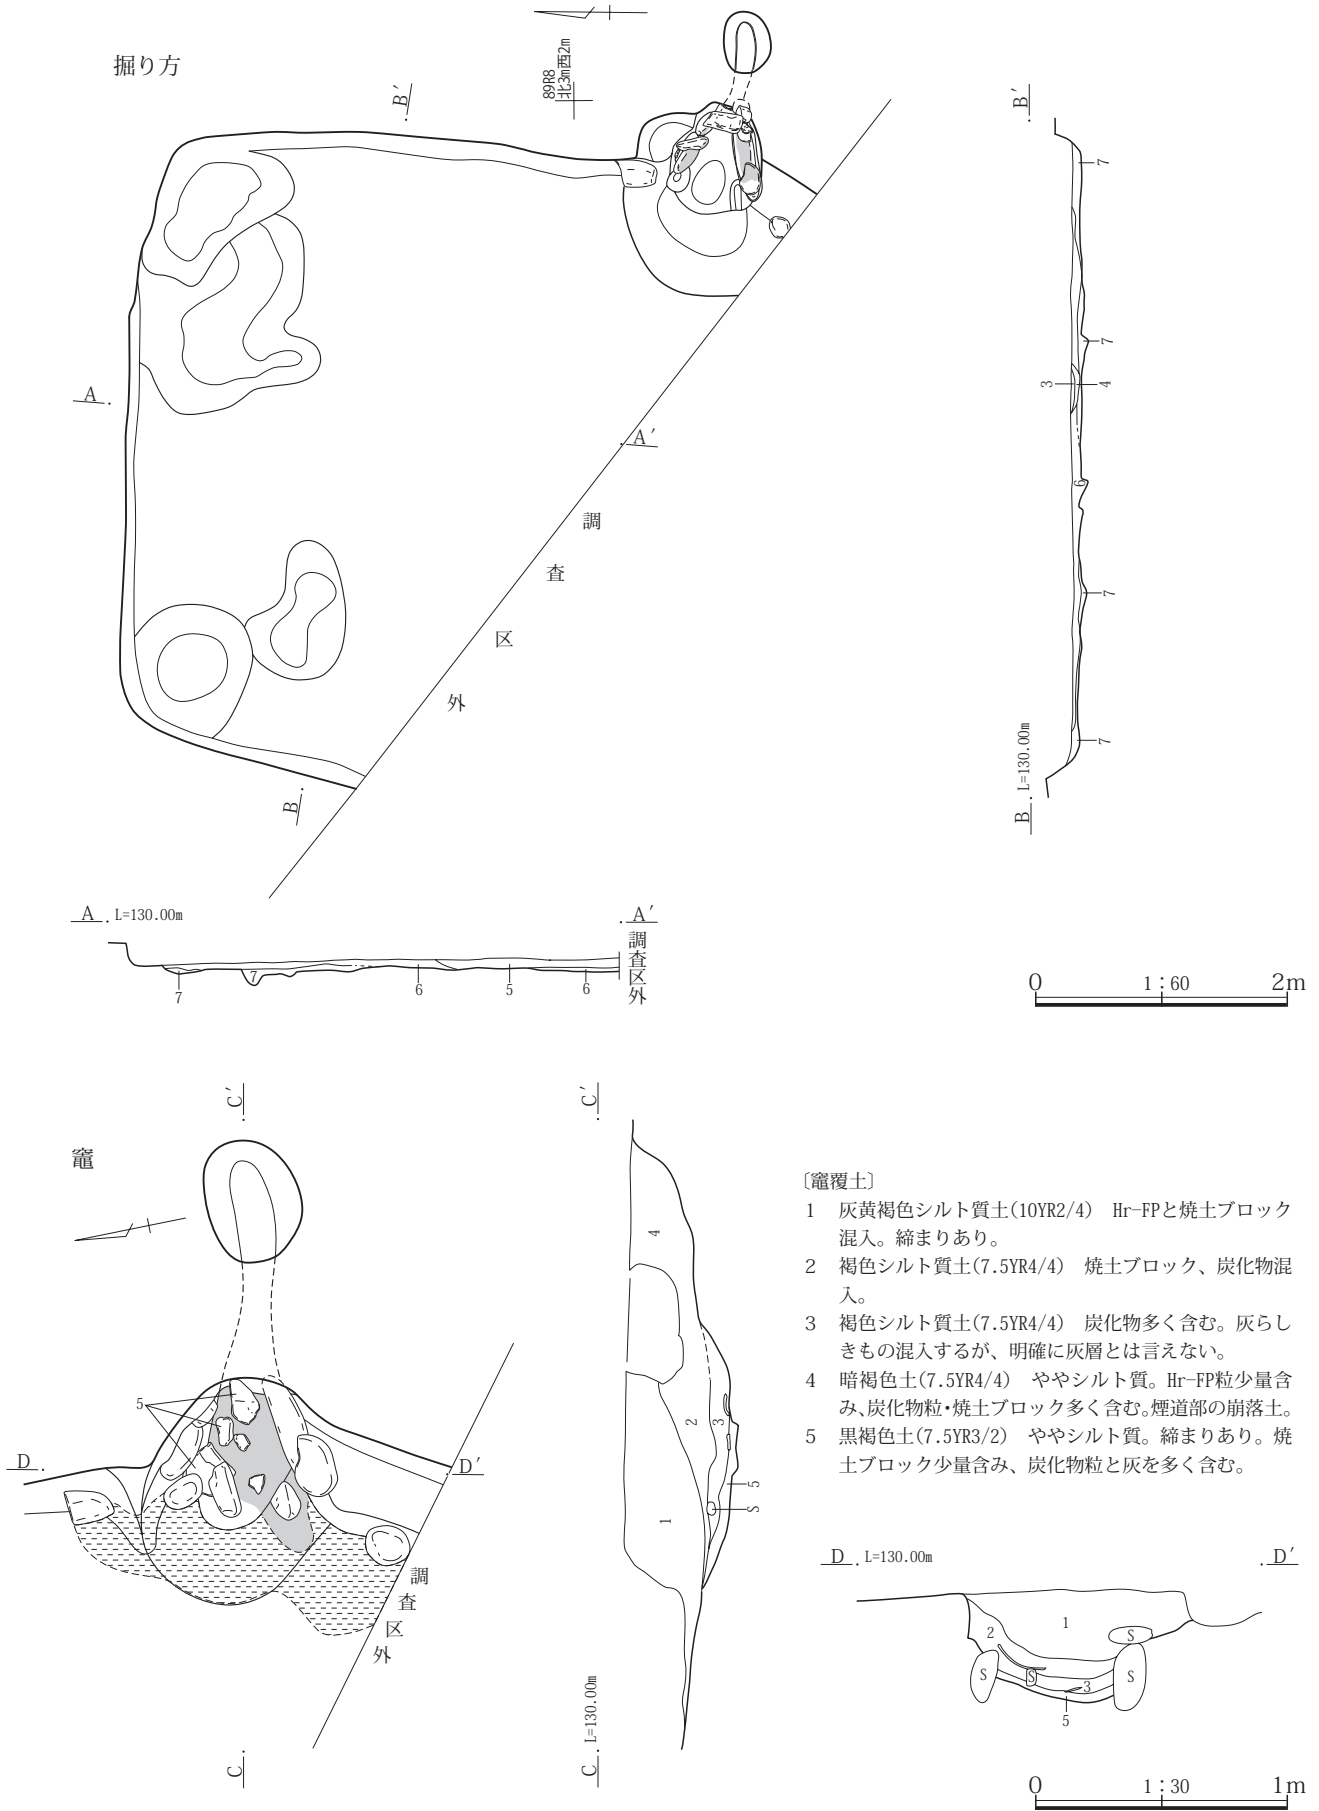 掘り方
89R8
北3m西2m
B′
A
A′
調査区外
B
B′
7
7
3
4
6
7
7
B L=130.00m
A L=130.00m
A′
調査区外
7
7
6
5
6
0 1：60 2m
竈
C′
5
D
D′
調査区外
C
C′
4
2
3
1
5
S
C L=130.00m
〔竈覆土〕
1 灰黄褐色シルト質土(10YR2/4) Hr-FPと焼土ブロック
混入。締まりあり。
2 褐色シルト質土(7.5YR4/4) 焼土ブロック、炭化物混
入。
3 褐色シルト質土(7.5YR4/4) 炭化物多く含む。灰らし
きもの混入するが、明確に灰層とは言えない。
4 暗褐色土(7.5YR4/4) ややシルト質。Hr-FP粒少量含
み、炭化物粒・焼土ブロック多く含む。煙道部の崩落土。
5 黒褐色土(7.5YR3/2) ややシルト質。締まりあり。焼
土ブロック少量含み、炭化物粒と灰を多く含む。
D L=130.00m
D′
1
2
S
S
S
S
3
5
0 1：30 1m